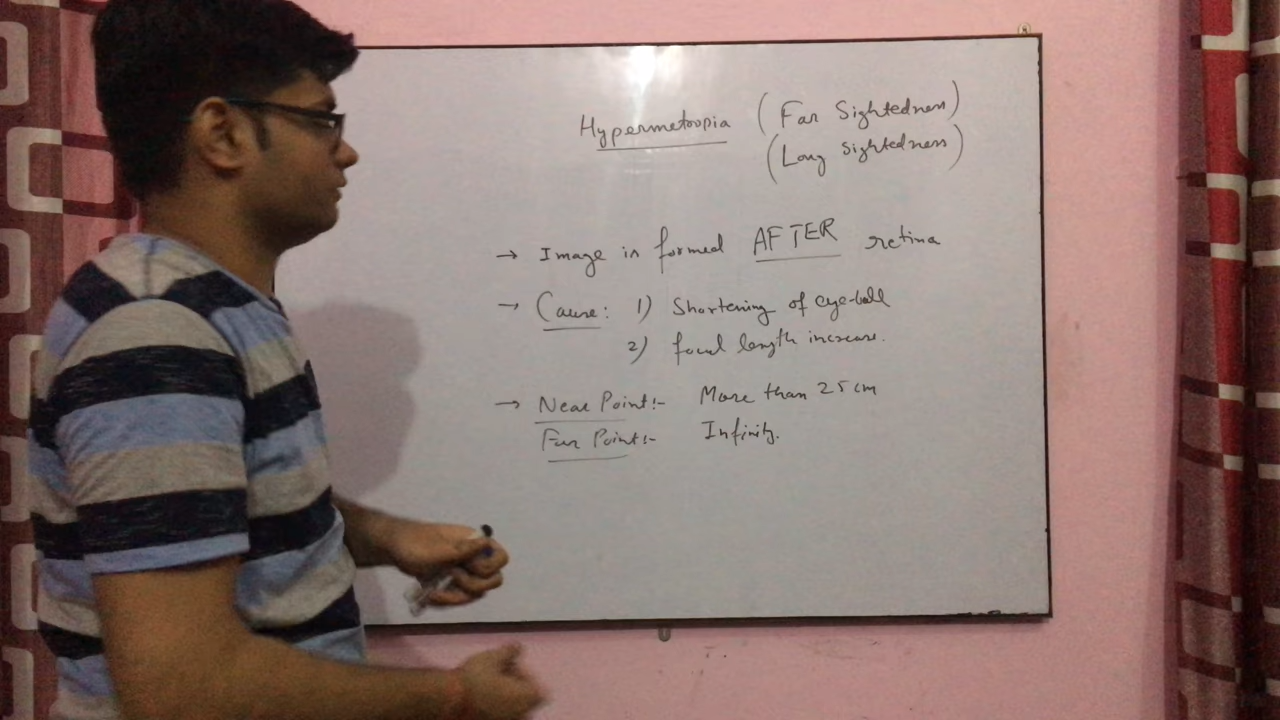 Hypermetropia (Far Sightedness)
(Long Sightedness)
→ Image is formed AFTER retina
→ Cause: 1) Shortening of eye-ball
2) focal length increase.
→ Near Point:- More than 25 cm
Far Point:- Infinity.